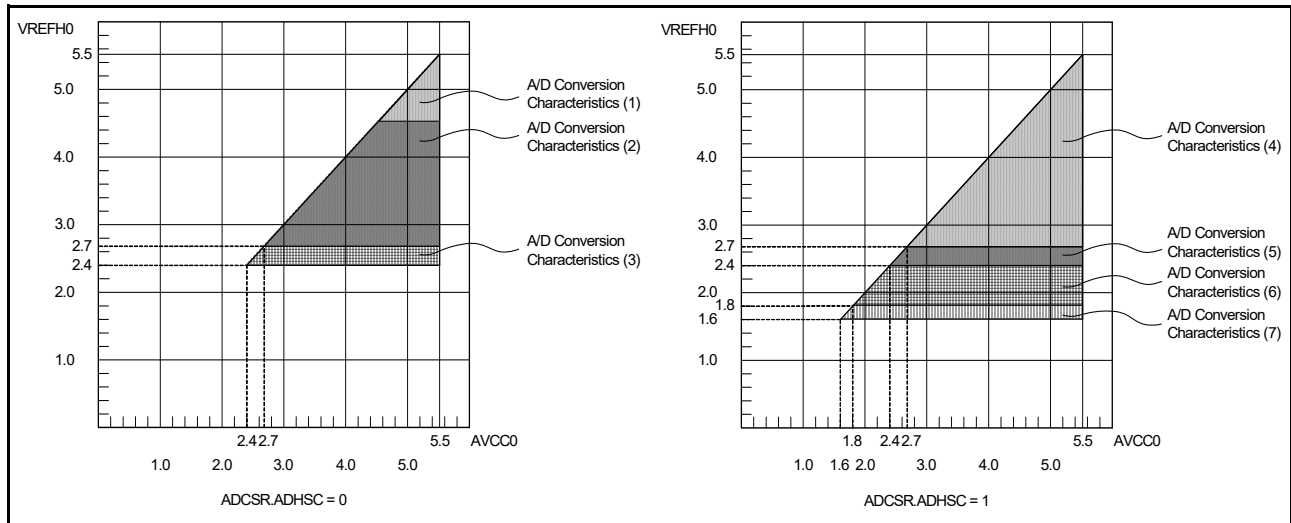 VREFH0
5.5
5.0
4.0
3.0
2.7
2.4
2.0
1.0
A/D Conversion
Characteristics (1)
A/D Conversion
Characteristics (2)
A/D Conversion
Characteristics (3)
2.4 2.7
5.5
AVCC0
1.0
2.0
3.0
4.0
5.0
ADCSR.ADHSC = 0
VREFH0
5.5
5.0
4.0
3.0
2.7
2.4
2.0
1.8
1.6
1.0
A/D Conversion
Characteristics (4)
A/D Conversion
Characteristics (5)
A/D Conversion
Characteristics (6)
A/D Conversion
Characteristics (7)
1.8
2.4 2.7
5.5
AVCC0
1.0
1.6 2.0
3.0
4.0
5.0
ADCSR.ADHSC = 1